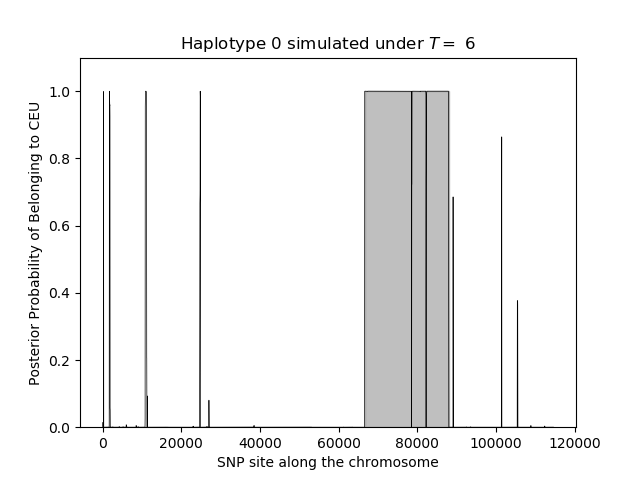 Haplotype 0 simulated under T = 6
Posterior Probability of Belonging to CEU
1.0
0.8
0.6
0.4
0.2
0.0
0 20000 40000 60000 80000 100000 120000
SNP site along the chromosome